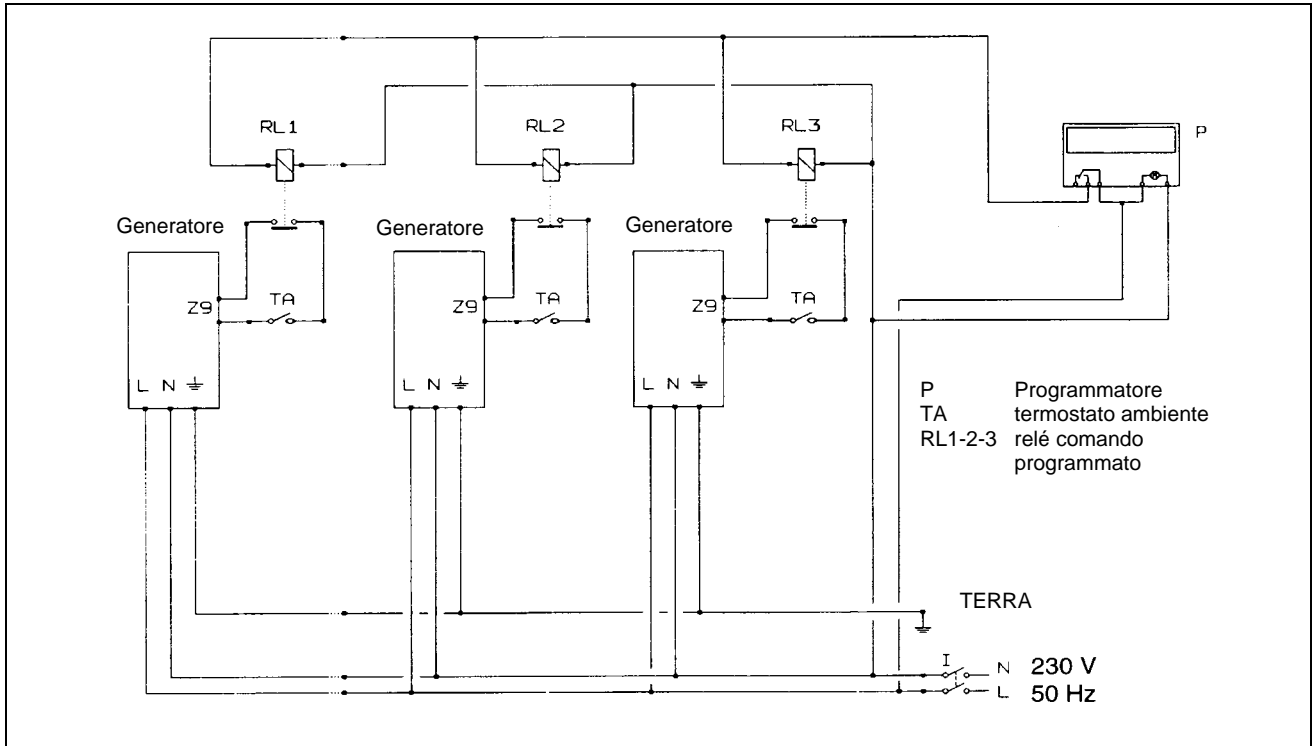 RL1
RL2
RL3
P
Generatore
Generatore
Generatore
Z9
TA
Z9
TA
Z9
TA
L N
L N
L N
P Programmatore
TA termostato ambiente
RL1-2-3 relé comando
programmato
TERRA
I
N 230 V
L 50 Hz